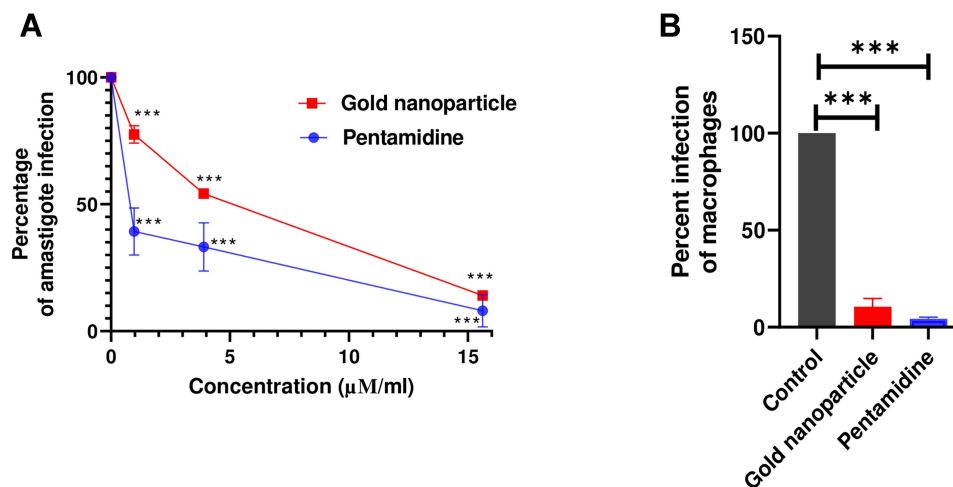 A
Percentage
of amastigote infection
100
50
0
***
***
***
***
***
***
Gold nanoparticle
Pentamidine
0
5
10
15
Concentration (µM/ml)
B
Percent infection
of macrophages
150
100
50
0
***
***
Control
Gold nanoparticle
Pentamidine